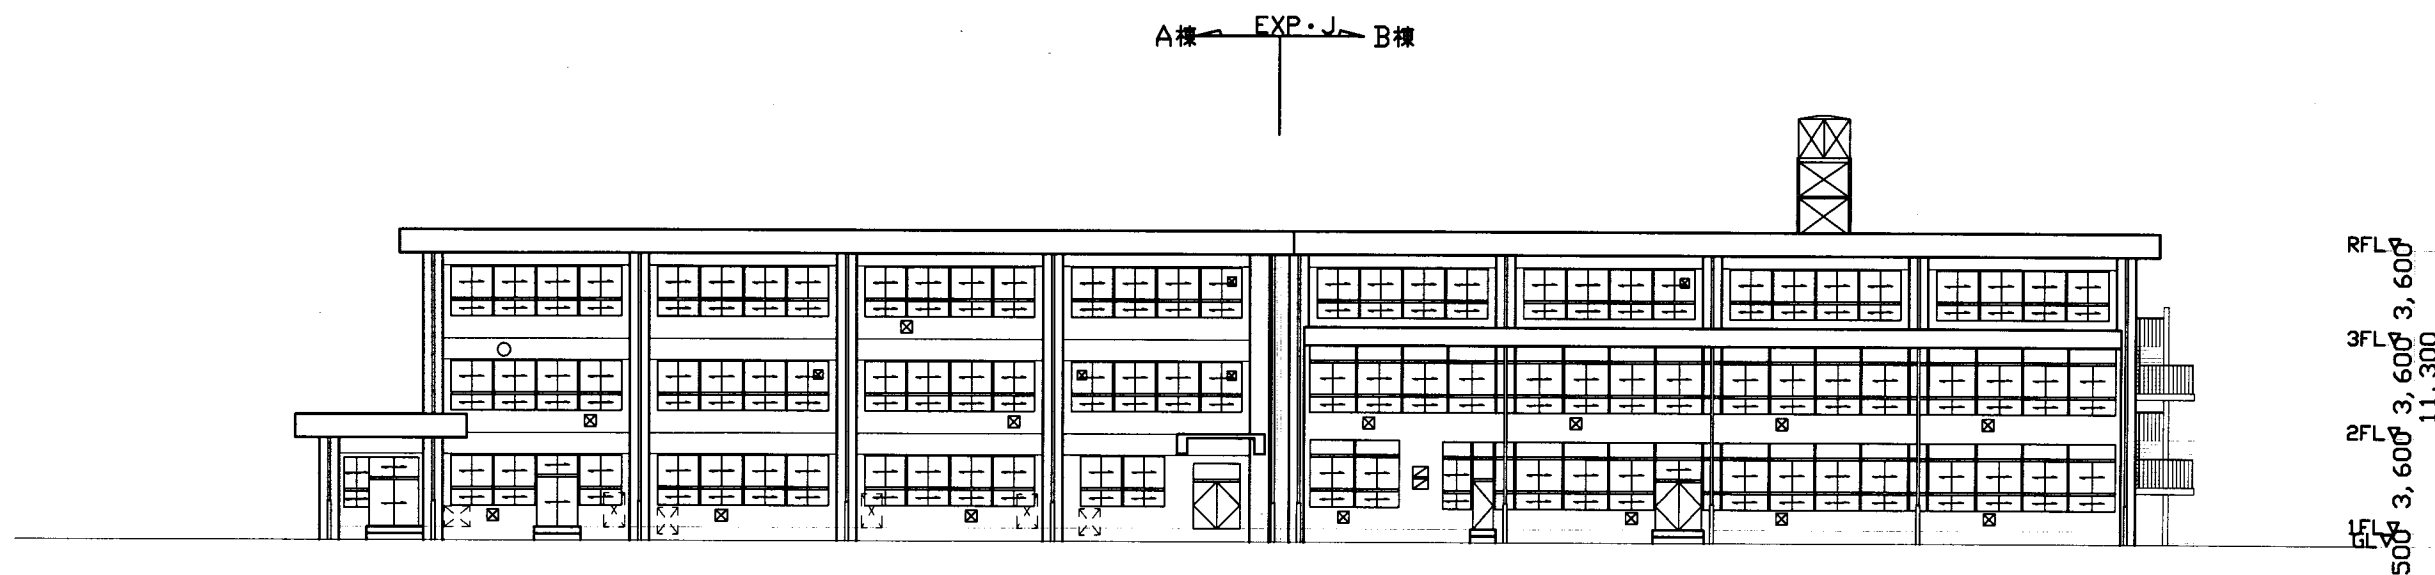 A棟 EXP・J B棟
RFL▽
3,600
3FL▽
3,600
11,300
2FL▽
3,600
1FL▽
GL▽
500